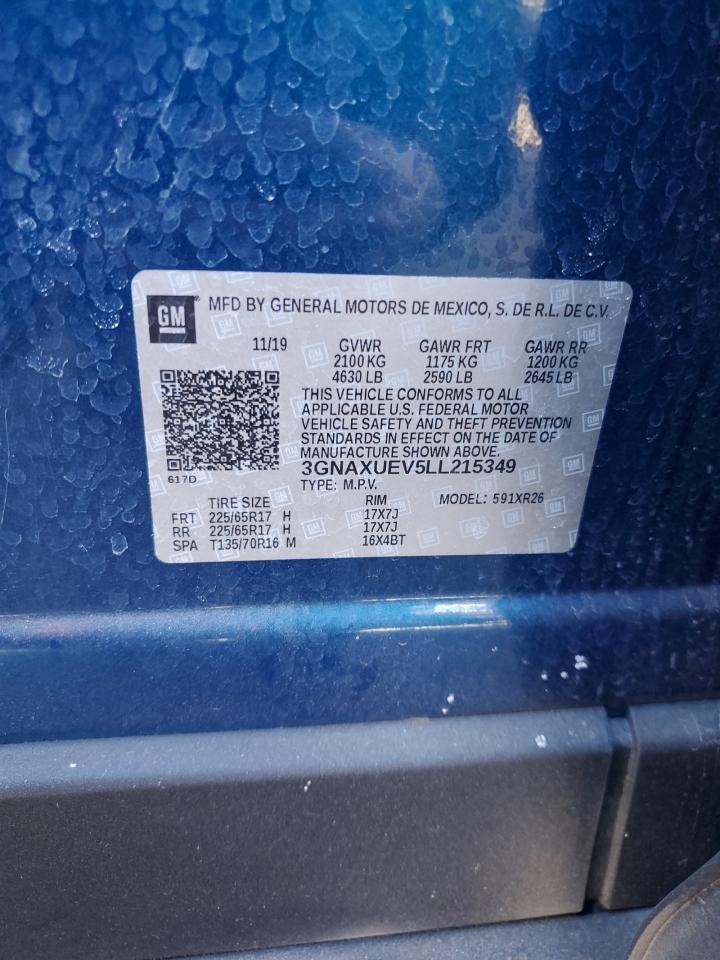 GM® MFD BY GENERAL MOTORS DE MEXICO, S. DE R.L. DE C.V.
11/19 GVWR GAWR FRT GAWR RR
2100 KG 1175 KG 1200 KG
4630 LB 2590 LB 2645 LB
THIS VEHICLE CONFORMS TO ALL
APPLICABLE U.S. FEDERAL MOTOR
VEHICLE SAFETY AND THEFT PREVENTION
STANDARDS IN EFFECT ON THE DATE OF
MANUFACTURE SHOWN ABOVE.
617D 3GNAXUEV5LL215349
TYPE: M.P.V.
TIRE SIZE RIM MODEL: 591XR26
FRT 225/65R17 H 17X7J
RR 225/65R17 H 17X7J
SPA T135/70R16 M 16X4BT